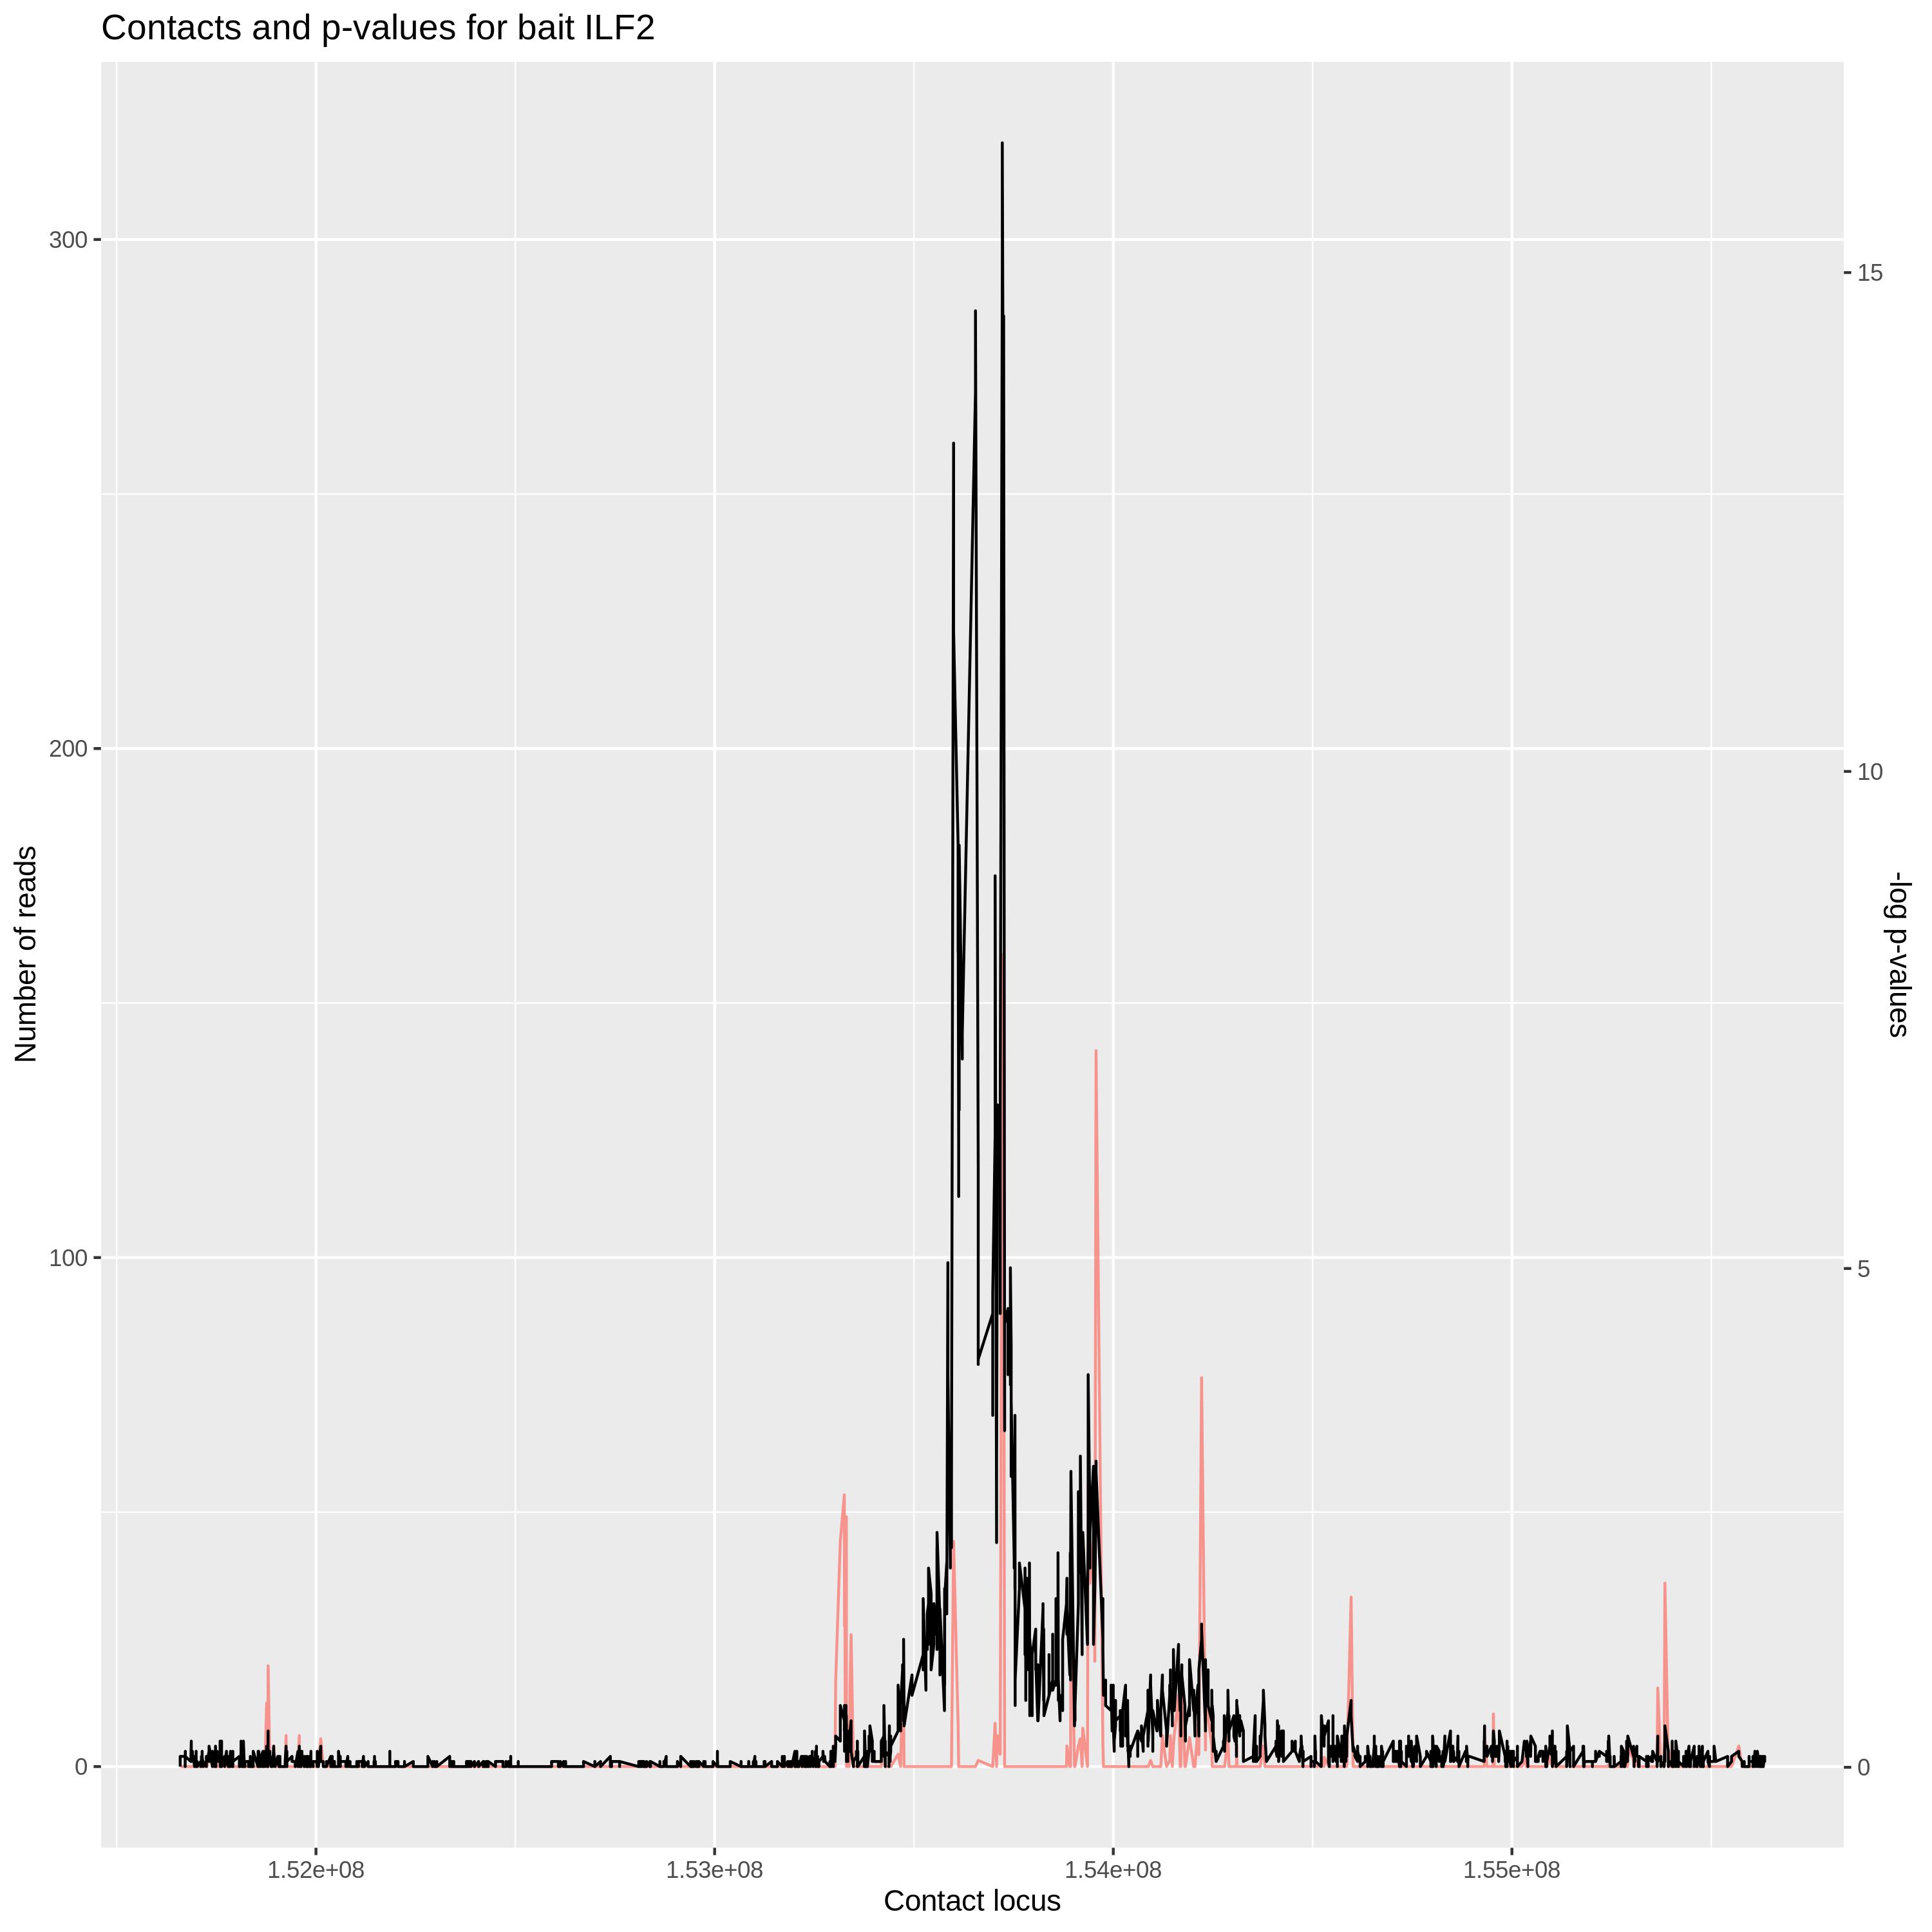 Contacts and p-values for bait ILF2
300
200
100
0
Number of reads
15
10
5
0
-log p-values
1.52e+08
1.53e+08
1.54e+08
1.55e+08
Contact locus